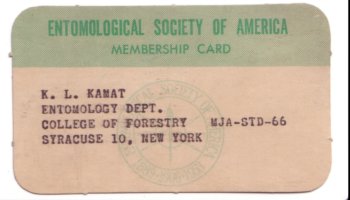 ENTOMOLOGICAL SOCIETY OF AMERICA
MEMBERSHIP CARD
K. L. KAMAT
ENTOMOLOGY DEPT.
COLLEGE OF FORESTRY MJA-STD-66
SYRACUSE 10, NEW YORK